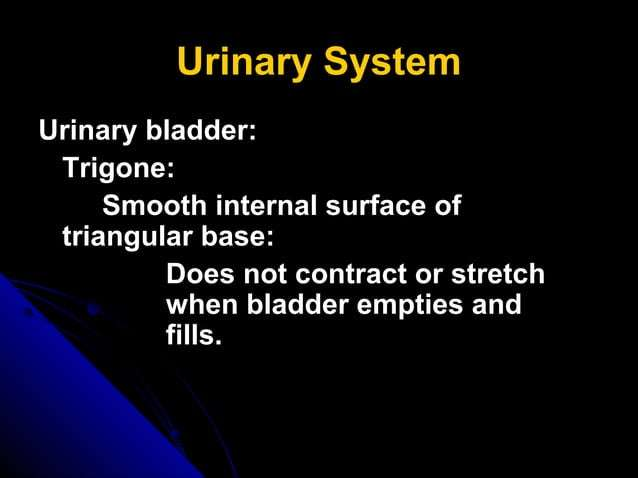 Urinary System
Urinary bladder:
Trigone:
Smooth internal surface of
triangular base:
Does not contract or stretch
when bladder empties and
fills.